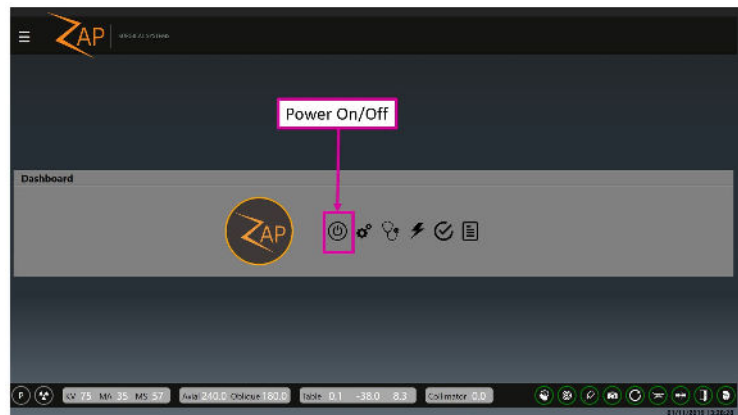 ZAP
Power On/Off
Dashboard
ZAP
P
KV 75 MA 35 MS 57
Axial 240.0 Oblique 180.0
Table 0.1 -38.0 8.3
Collimator 0.0